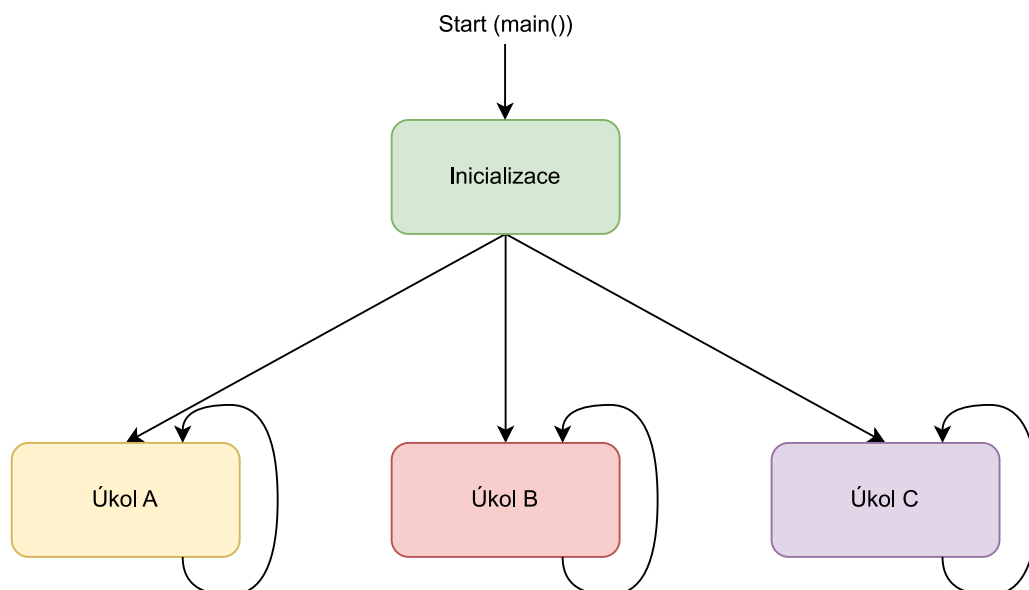 Start (main())
Inicializace
Úkol A
Úkol B
Úkol C